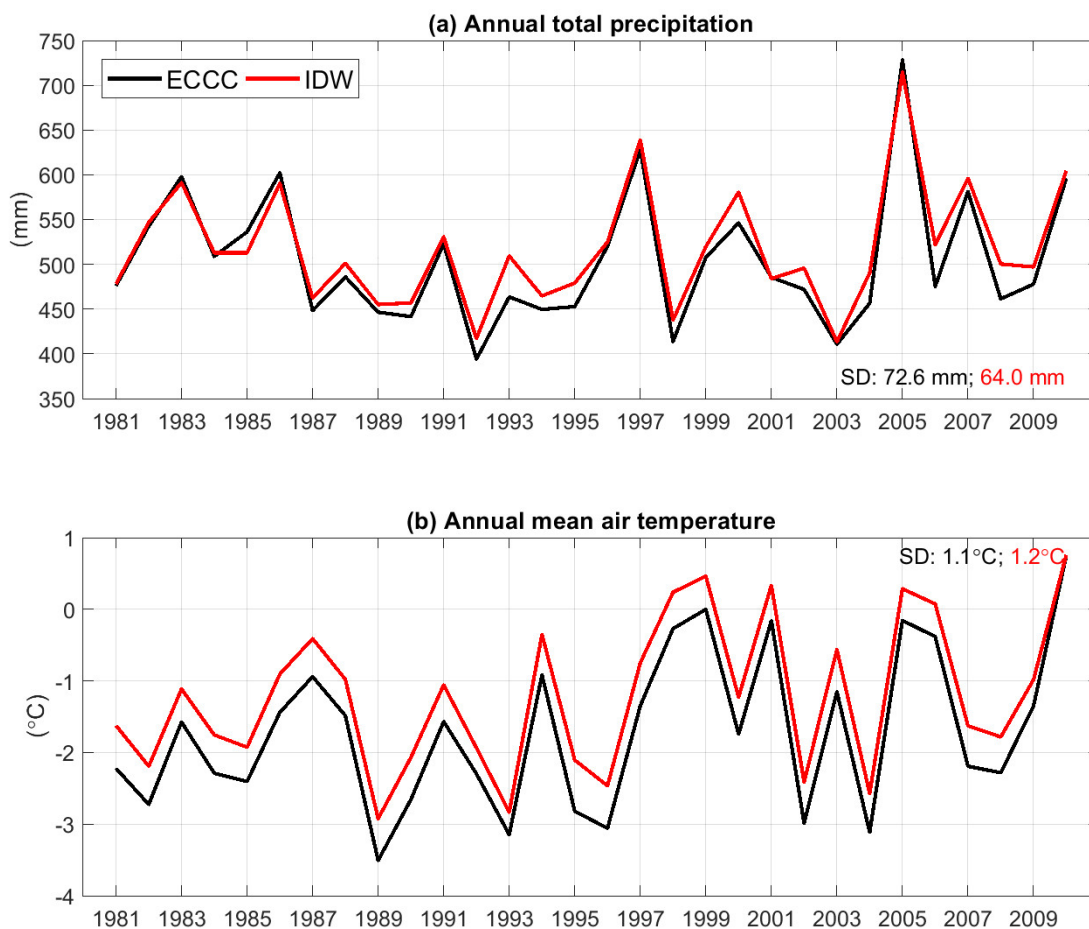 (a) Annual total precipitation
750
700
650
600
550
500
450
400
350
(mm)
ECCC IDW
SD: 72.6 mm; 64.0 mm
1981 1983 1985 1987 1989 1991 1993 1995 1997 1999 2001 2003 2005 2007 2009
(b) Annual mean air temperature
1
0
-1
-2
-3
-4
(°C)
SD: 1.1°C; 1.2°C
1981 1983 1985 1987 1989 1991 1993 1995 1997 1999 2001 2003 2005 2007 2009